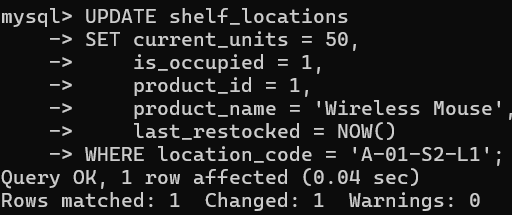 mysql> UPDATE shelf_locations
    -> SET current_units = 50,
    ->     is_occupied = 1,
    ->     product_id = 1,
    ->     product_name = 'Wireless Mouse',
    ->     last_restocked = NOW()
    -> WHERE location_code = 'A-01-S2-L1';
Query OK, 1 row affected (0.04 sec)
Rows matched: 1  Changed: 1  Warnings: 0